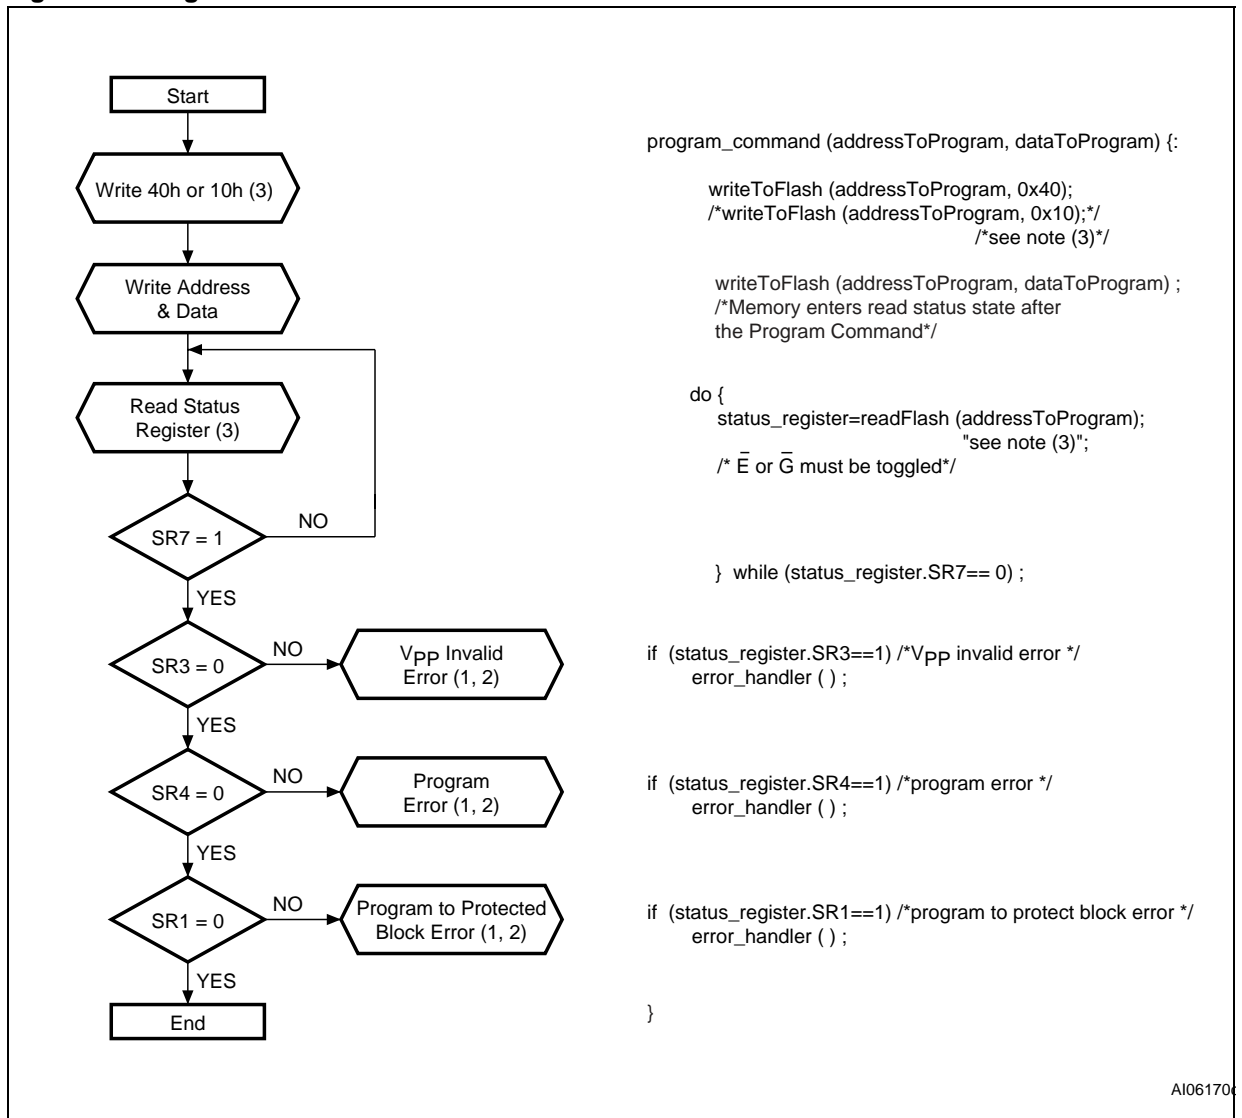 Start
Write 40h or 10h (3)
Write Address
& Data
Read Status
Register (3)
SR7 = 1
NO
YES
SR3 = 0
NO
VPP Invalid
Error (1, 2)
YES
SR4 = 0
NO
Program
Error (1, 2)
YES
SR1 = 0
NO
Program to Protected
Block Error (1, 2)
YES
End
program_command (addressToProgram, dataToProgram) {:
writeToFlash (addressToProgram, 0x40);
/*writeToFlash (addressToProgram, 0x10);*/
/*see note (3)*/
writeToFlash (addressToProgram, dataToProgram) ;
/*Memory enters read status state after
the Program Command*/
do {
status_register=readFlash (addressToProgram);
"see note (3)";
/* E̅ or G̅ must be toggled*/
} while (status_register.SR7== 0) ;
if (status_register.SR3==1) /*VPP invalid error */
error_handler ( ) ;
if (status_register.SR4==1) /*program error */
error_handler ( ) ;
if (status_register.SR1==1) /*program to protect block error */
error_handler ( ) ;
}
AI06170